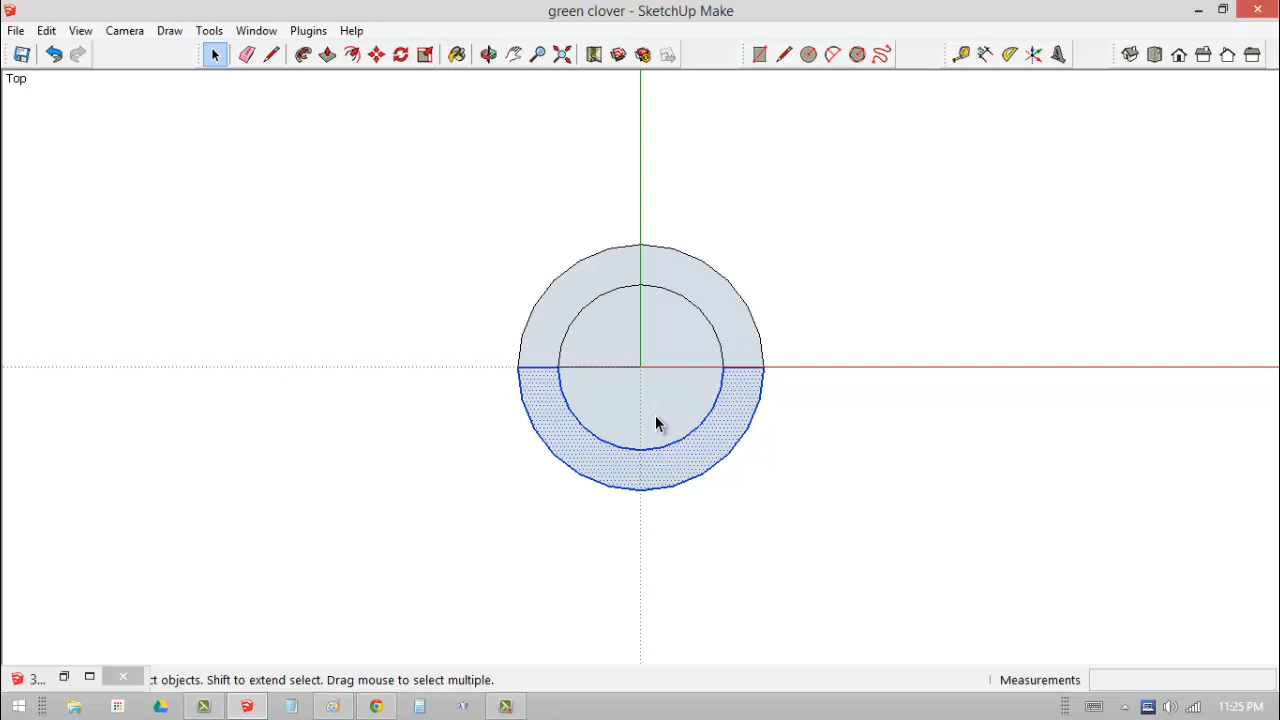 green clover - SketchUp Make
File Edit View Camera Draw Tools Window Plugins Help
Top
3... ct objects. Shift to extend select. Drag mouse to select multiple. Measurements
11:25 PM